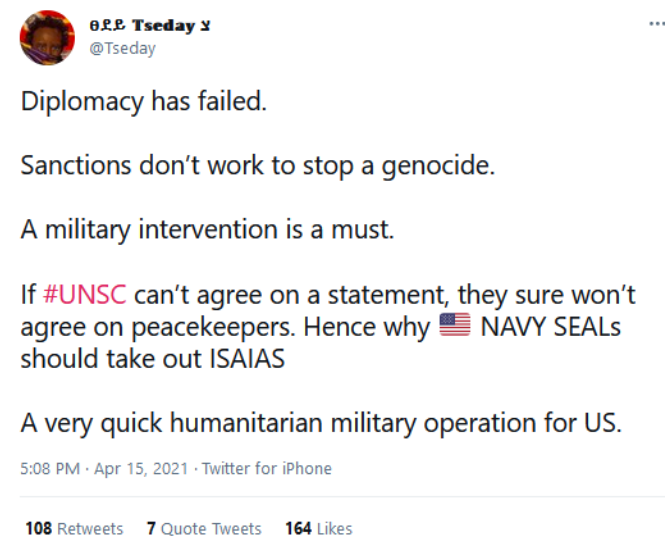 ፀደይ Tseday ሄ
@Tseday
Diplomacy has failed.
Sanctions don't work to stop a genocide.
A military intervention is a must.
If #UNSC can't agree on a statement, they sure won't
agree on peacekeepers. Hence why 🇺🇸 NAVY SEALs
should take out ISAIAS
A very quick humanitarian military operation for US.
5:08 PM · Apr 15, 2021 · Twitter for iPhone
108 Retweets 7 Quote Tweets 164 Likes